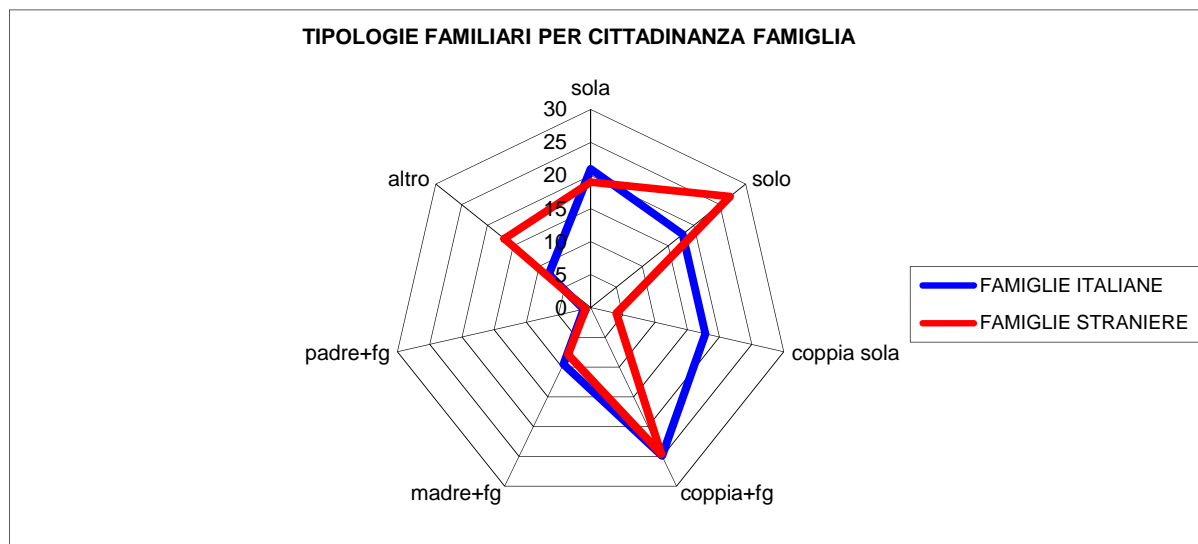 TIPOLOGIE FAMILIARI PER CITTADINANZA FAMIGLIA
sola
30
25
20
15
10
5
0
solo
coppia sola
coppia+fg
madre+fg
padre+fg
altro
FAMIGLIE ITALIANE
FAMIGLIE STRANIERE